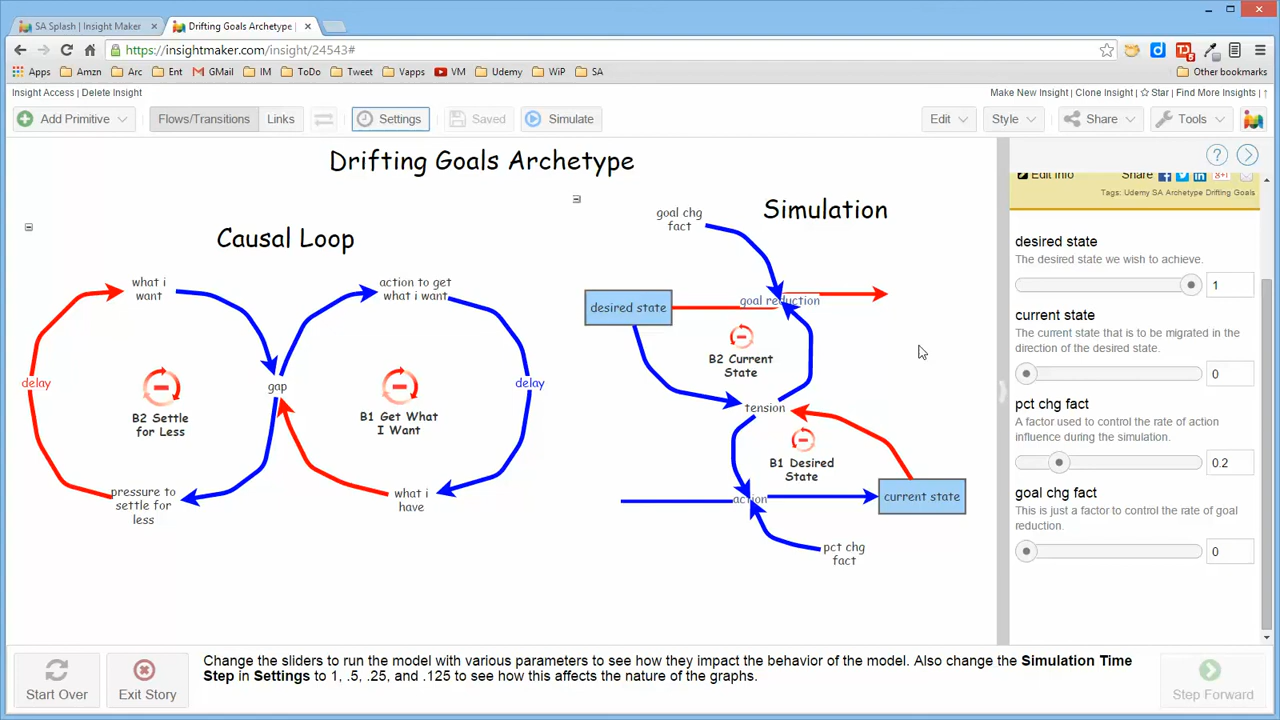 SA Splash | Insight Maker
Drifting Goals Archetype |
https://insightmaker.com/insight/24543#
Apps Amzn Arc Ent GMail IM ToDo Tweet Vapps VM Udemy WiP SA Other bookmarks
Insight Access | Delete Insight
Make New Insight | Clone Insight | Star | Find More Insights |
Add Primitive Flows/Transitions Links Settings Saved Simulate Edit Style Share Tools
Drifting Goals Archetype
Causal Loop
what i
want
action to get
what i want
delay
gap
delay
B2 Settle
for Less
B1 Get What
I Want
pressure to
settle for
less
what i
have
Simulation
goal chg
fact
desired state
goal reduction
B2 Current
State
tension
B1 Desired
State
action
current state
pct chg
fact
Edit Info Share
Tags: Udemy SA Archetype Drifting Goals
desired state
The desired state we wish to achieve.
1
current state
The current state that is to be migrated in the
direction of the desired state.
0
pct chg fact
A factor used to control the rate of action
influence during the simulation.
0.2
goal chg fact
This is just a factor to control the rate of goal
reduction.
0
Start Over
Exit Story
Change the sliders to run the model with various parameters to see how they impact the behavior of the model. Also change the Simulation Time
Step in Settings to 1, .5, .25, and .125 to see how this affects the nature of the graphs.
Step Forward